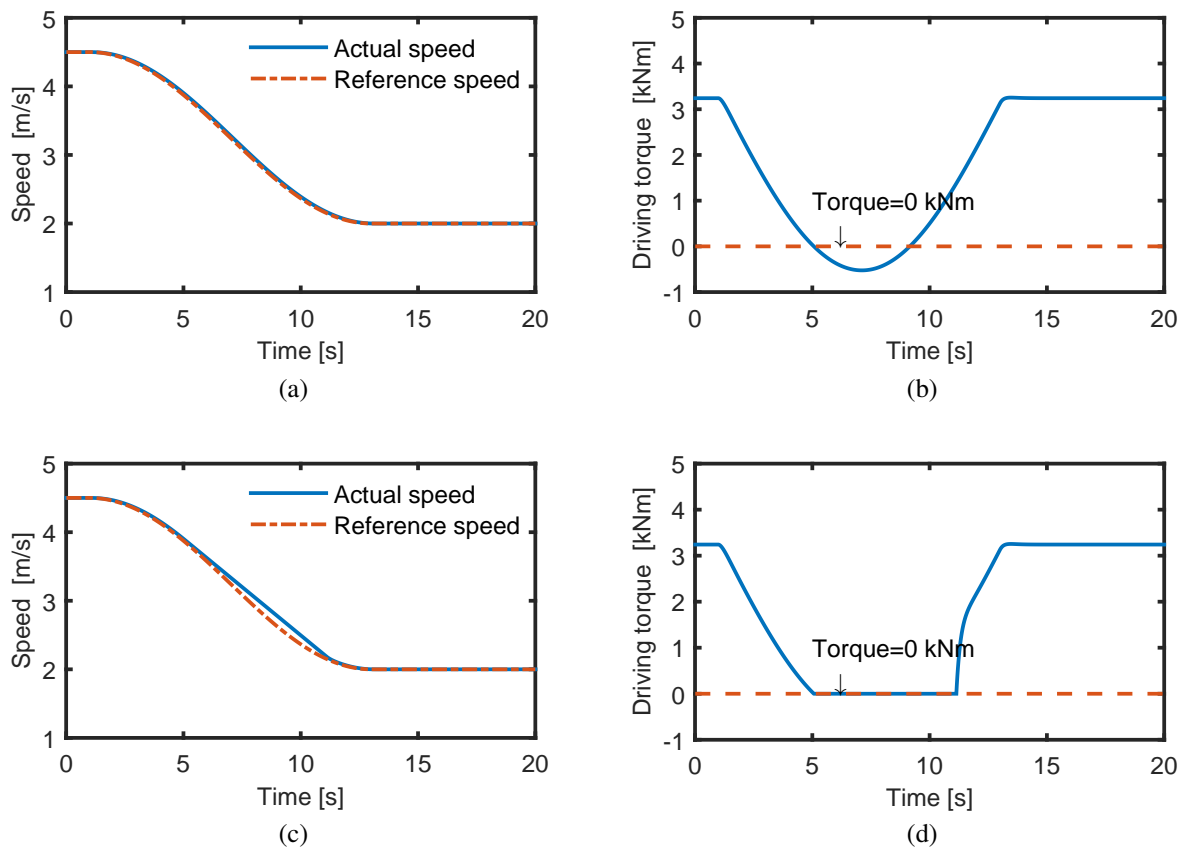 5
4
3
2
1
Speed [m/s]
Actual speed
Reference speed
0 5 10 15 20
Time [s]
(a)
5
4
3
2
1
0
-1
Driving torque [kNm]
Torque=0 kNm
↓
0 5 10 15 20
Time [s]
(b)
5
4
3
2
1
Speed [m/s]
Actual speed
Reference speed
0 5 10 15 20
Time [s]
(c)
5
4
3
2
1
0
-1
Driving torque [kNm]
Torque=0 kNm
↓
0 5 10 15 20
Time [s]
(d)